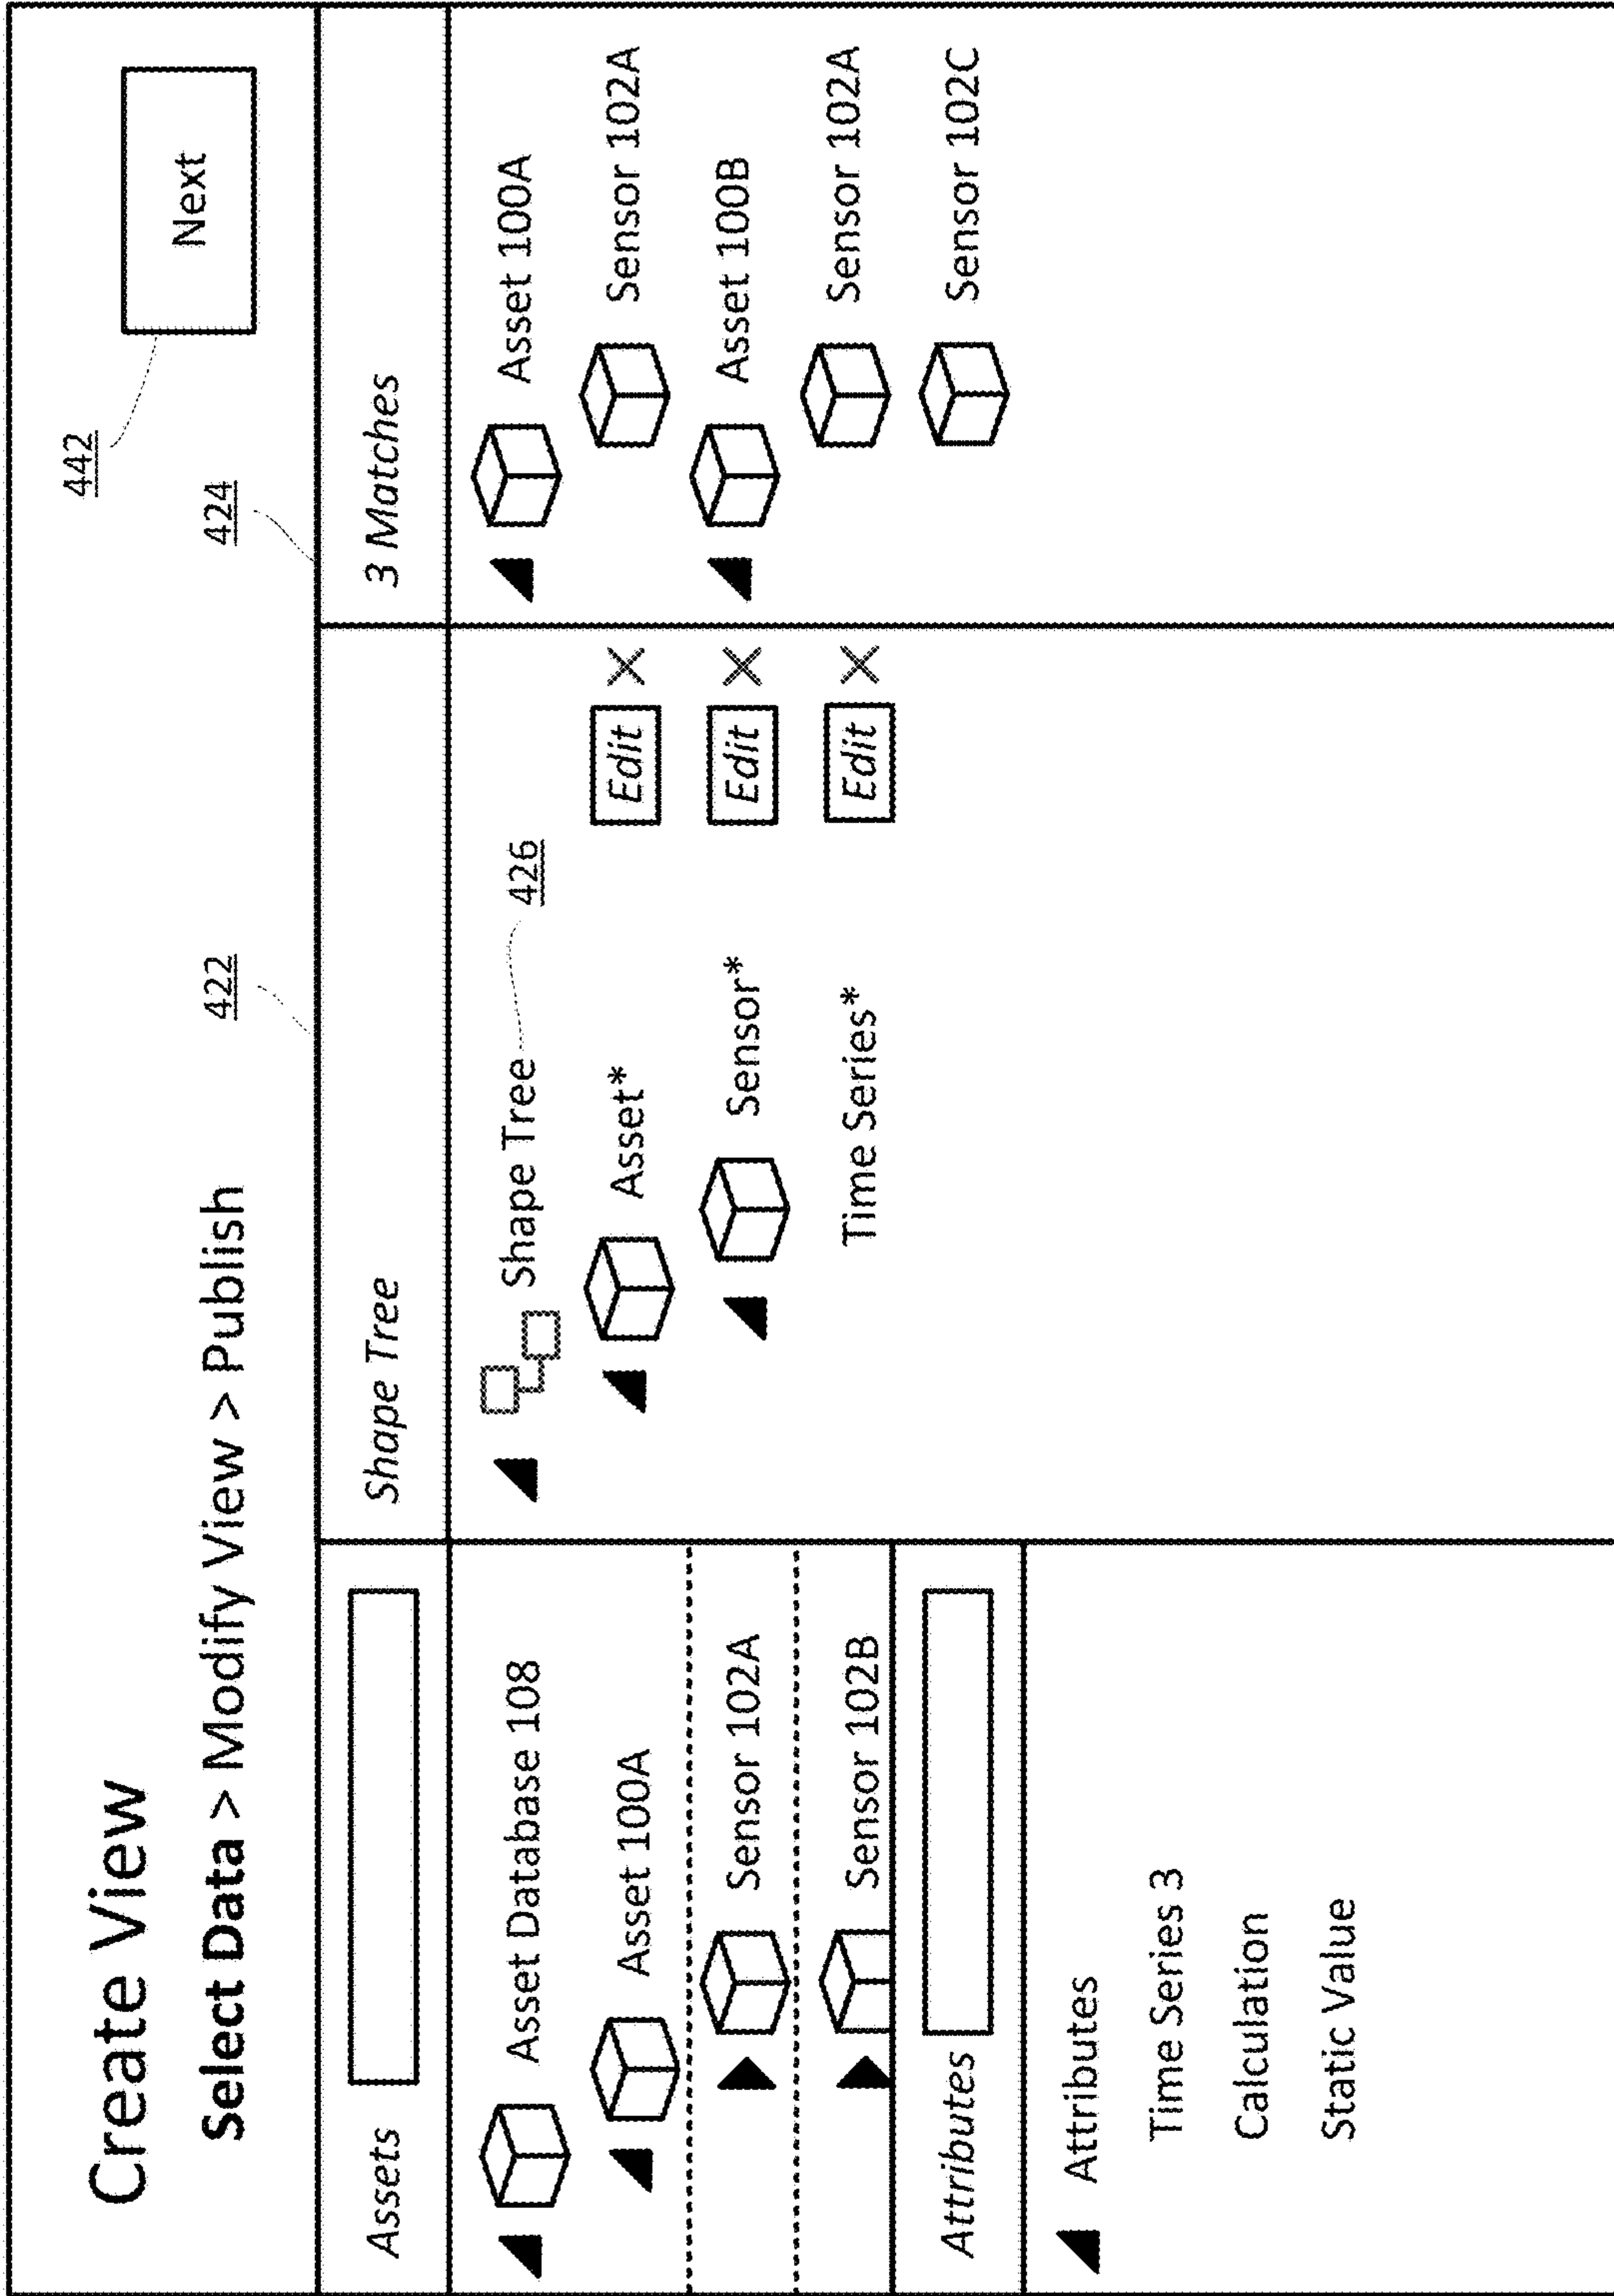 Create View
Select Data > Modify View > Publish
442
Next
422
424
Assets
Shape Tree
3 Matches
Asset Database 108
Asset 100A
Sensor 102A
Sensor 102B
Attributes
Attributes
Time Series 3
Calculation
Static Value
Shape Tree
426
Asset*
Edit
Sensor*
Edit
Time Series*
Edit
Asset 100A
Sensor 102A
Asset 100B
Sensor 102A
Sensor 102C